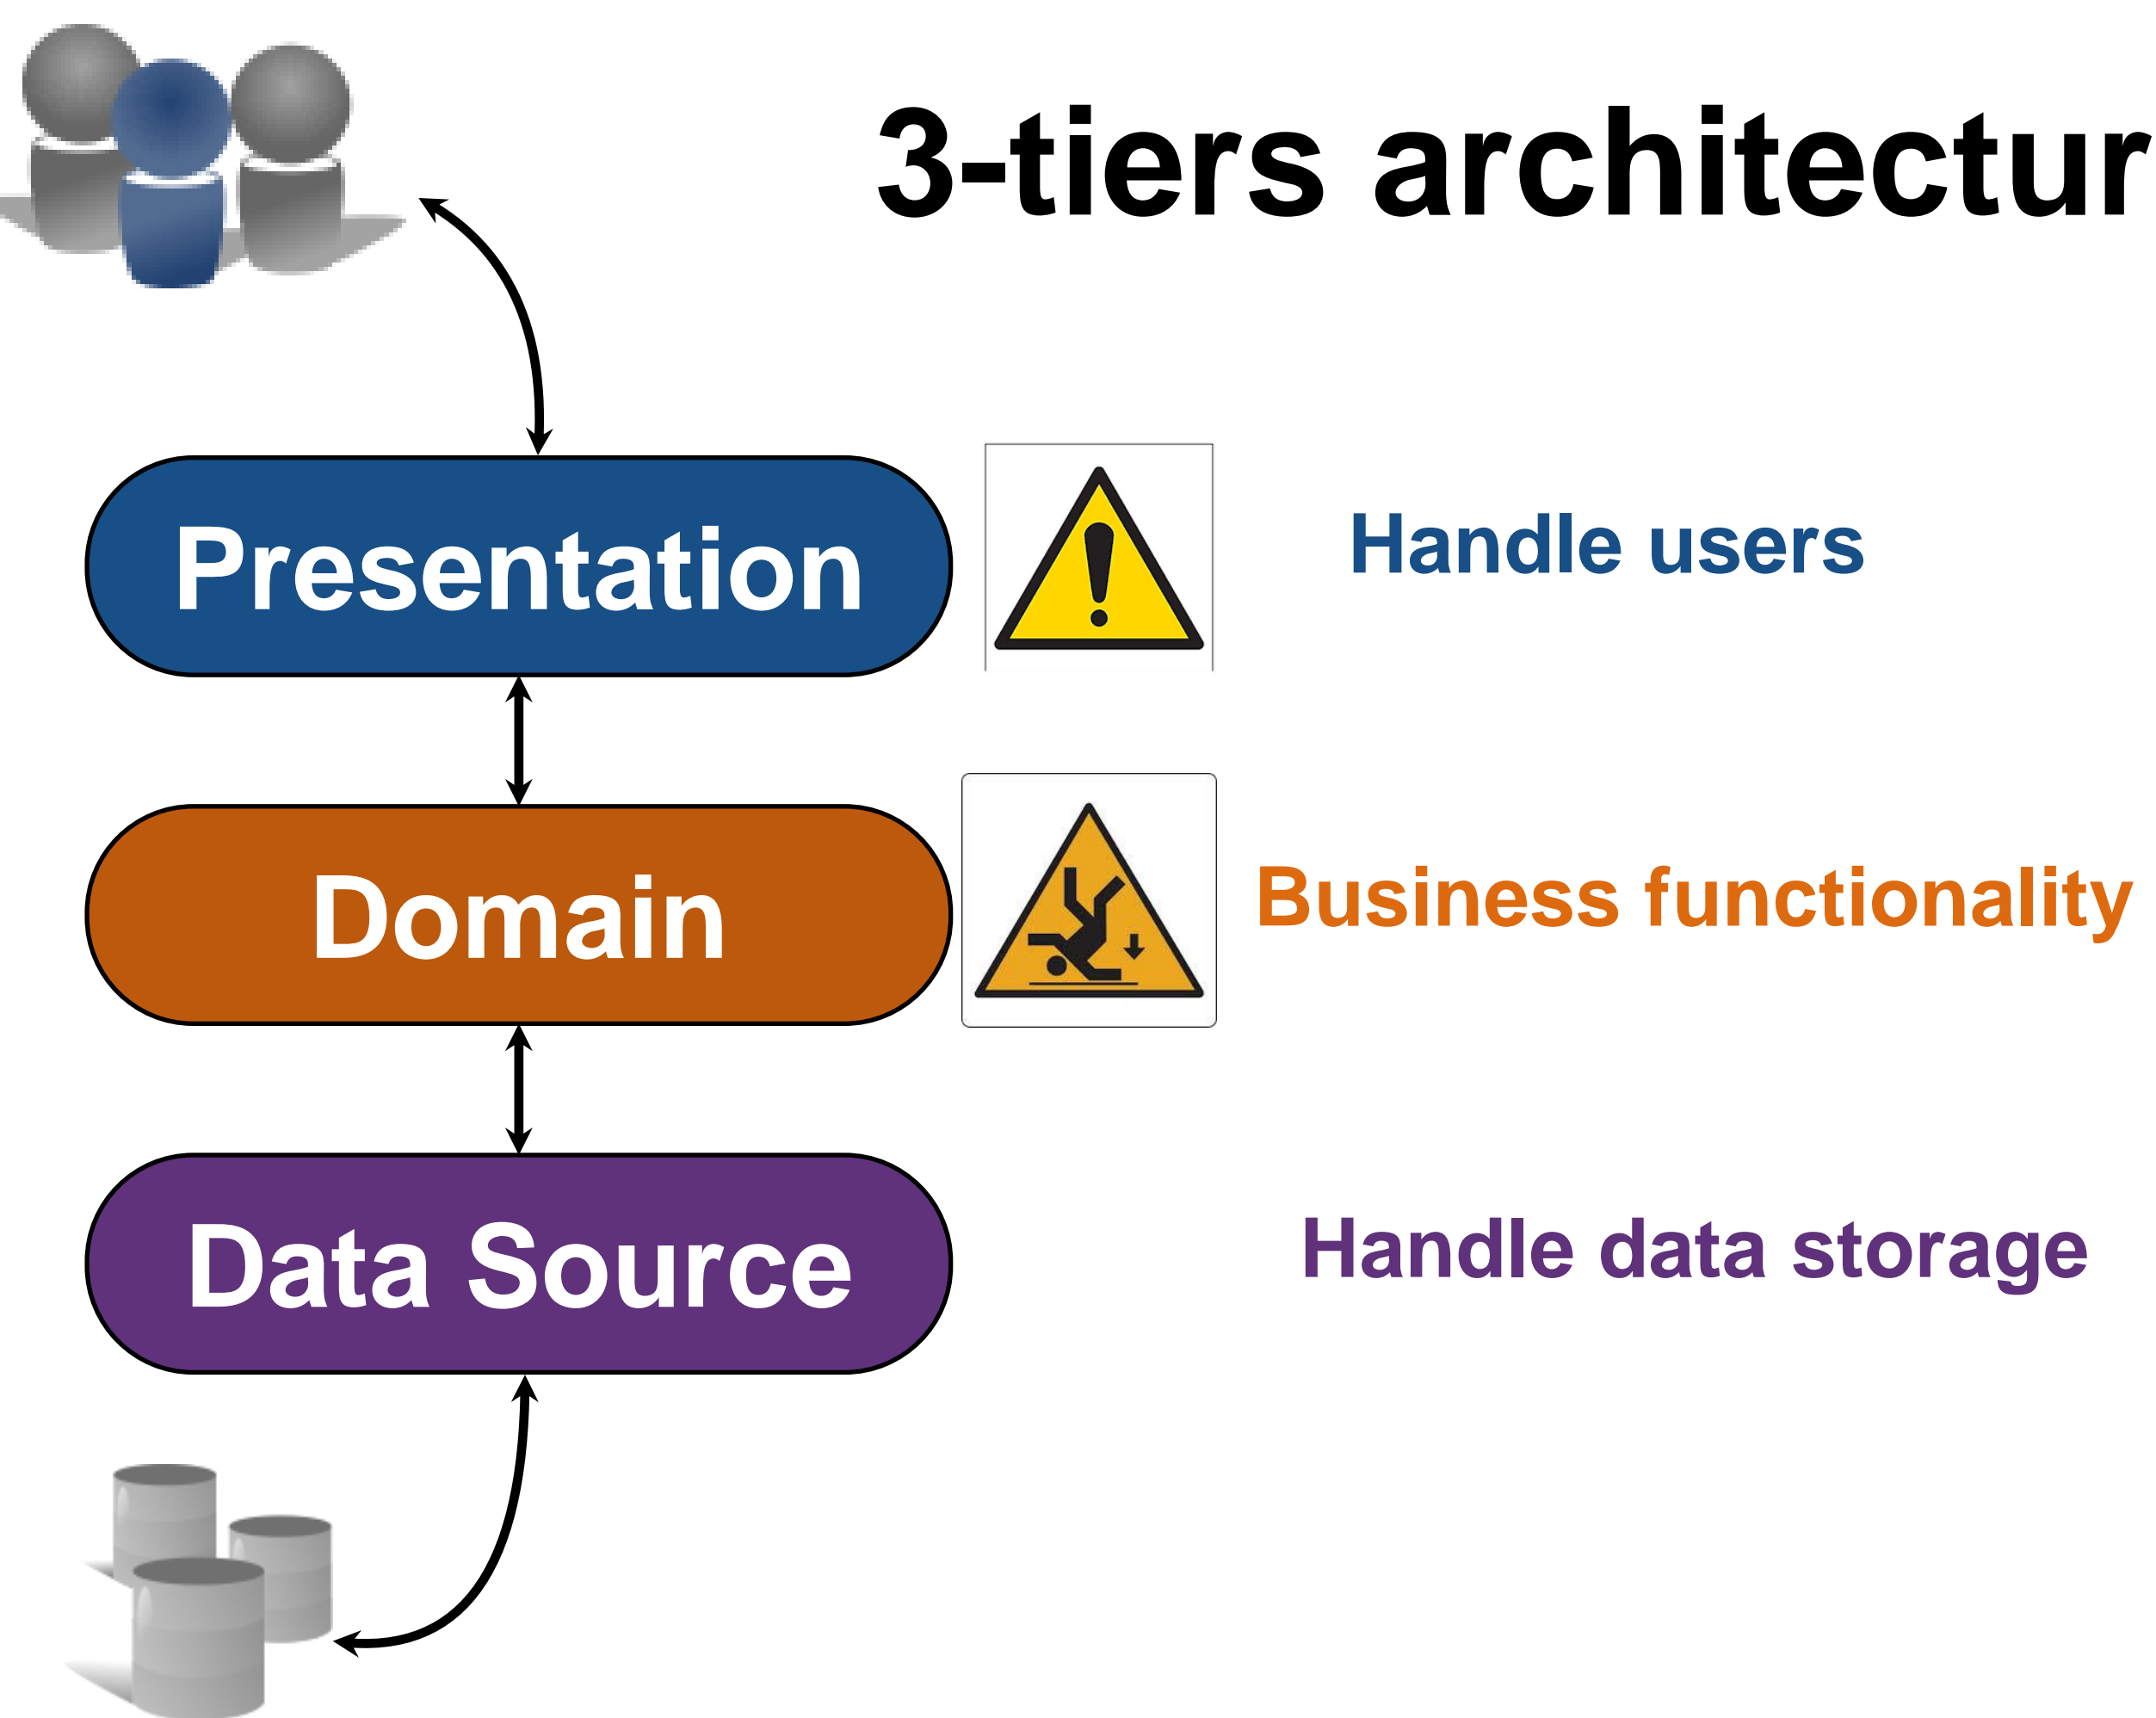 3-tiers architectur
Presentation
Handle users
Domain
Business functionality
Data Source
Handle data storage